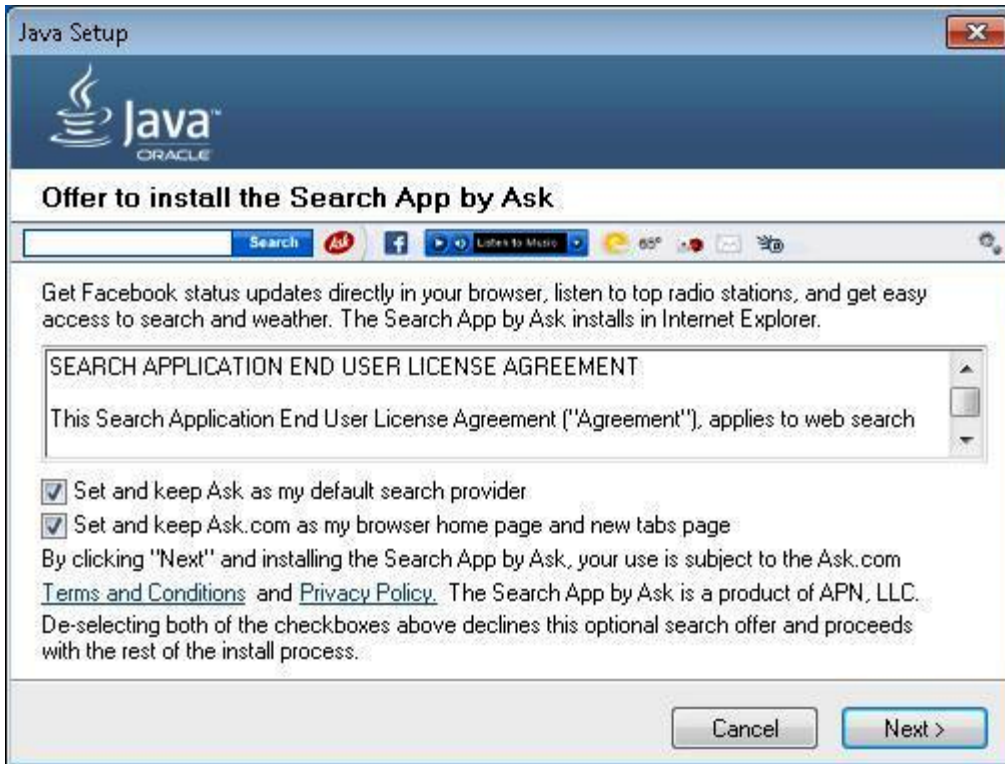 Java Setup
Java™
ORACLE
Offer to install the Search App by Ask
Search Ask f Listen to Music 65°
Get Facebook status updates directly in your browser, listen to top radio stations, and get easy
access to search and weather. The Search App by Ask installs in Internet Explorer.
SEARCH APPLICATION END USER LICENSE AGREEMENT
This Search Application End User License Agreement ("Agreement"), applies to web search
Set and keep Ask as my default search provider
Set and keep Ask.com as my browser home page and new tabs page
By clicking "Next" and installing the Search App by Ask, your use is subject to the Ask.com
Terms and Conditions and Privacy Policy. The Search App by Ask is a product of APN, LLC.
De-selecting both of the checkboxes above declines this optional search offer and proceeds
with the rest of the install process.
Cancel Next >